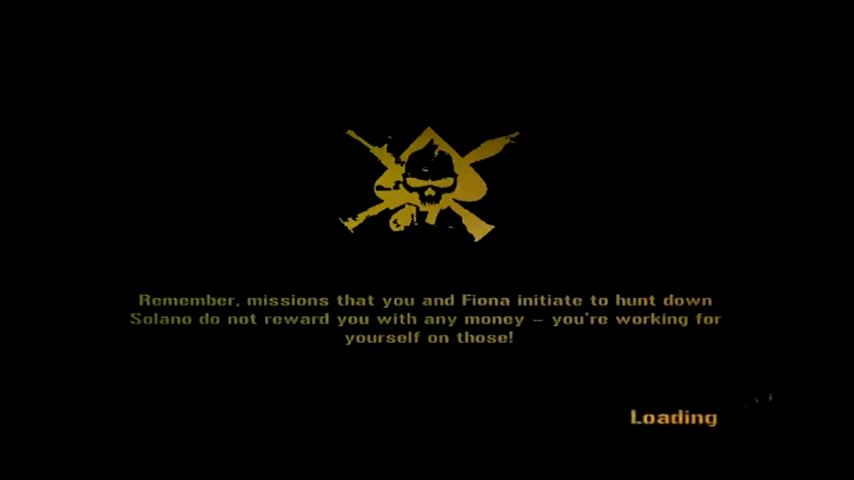 Remember, missions that you and Fiona initiate to hunt down
Solano do not reward you with any money – you're working for
yourself on those!
Loading